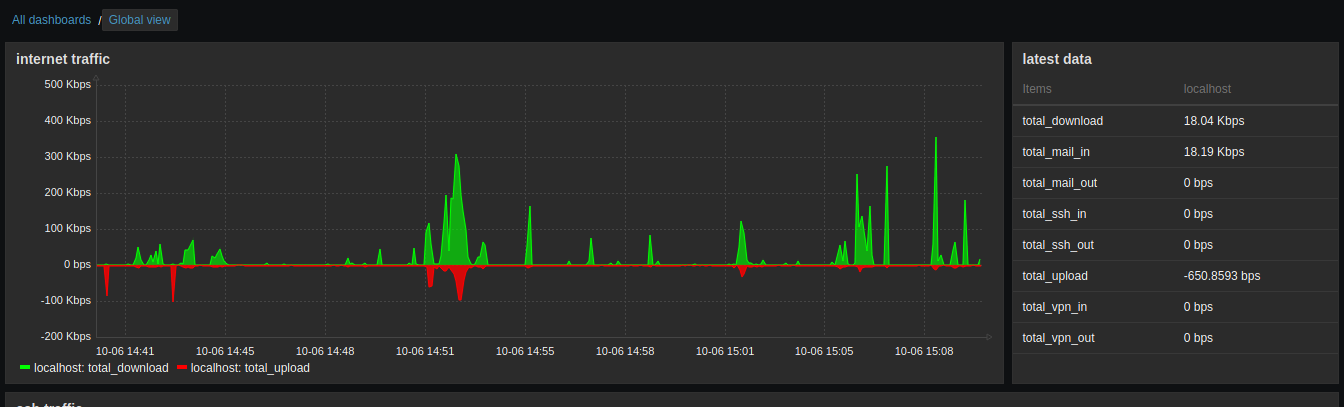 All dashboards / Global view
internet traffic
500 Kbps
400 Kbps
300 Kbps
200 Kbps
100 Kbps
0 bps
-100 Kbps
-200 Kbps
10-06 14:41 10-06 14:45 10-06 14:48 10-06 14:51 10-06 14:55 10-06 14:58 10-06 15:01 10-06 15:05 10-06 15:08
localhost: total_download localhost: total_upload
latest data
Items localhost
total_download 18.04 Kbps
total_mail_in 18.19 Kbps
total_mail_out 0 bps
total_ssh_in 0 bps
total_ssh_out 0 bps
total_upload -650.8593 bps
total_vpn_in 0 bps
total_vpn_out 0 bps
ssh traffic